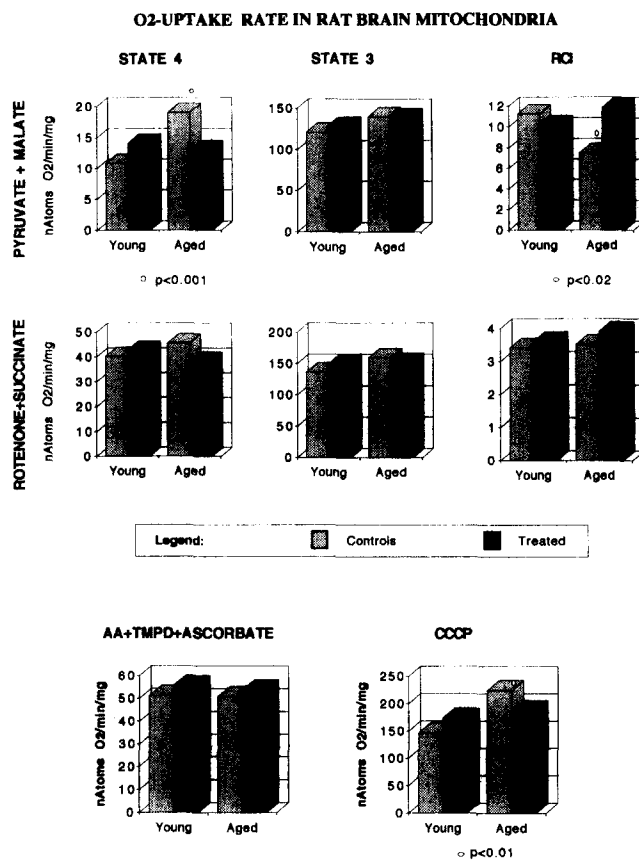 O2-UPTAKE RATE IN RAT BRAIN MITOCHONDRIA
STATE 4
STATE 3
RCI
PYRUVATE + MALATE
nAtoms O2/min/mg
20
15
10
5
0
Young
Aged
° p<0.001
150
100
50
0
Young
Aged
12
10
8
6
4
2
0
Young
Aged
° p<0.02
ROTENONE+SUCCINATE
nAtoms O2/min/mg
50
40
30
20
10
0
Young
Aged
200
150
100
50
0
Young
Aged
4
3
2
1
0
Young
Aged
Legend: Controls Treated
AA+TMPD+ASCORBATE
nAtoms O2/min/mg
60
50
40
30
20
10
0
Young
Aged
CCCP
nAtoms O2/min/mg
250
200
150
100
50
0
Young
Aged
° p<0.01